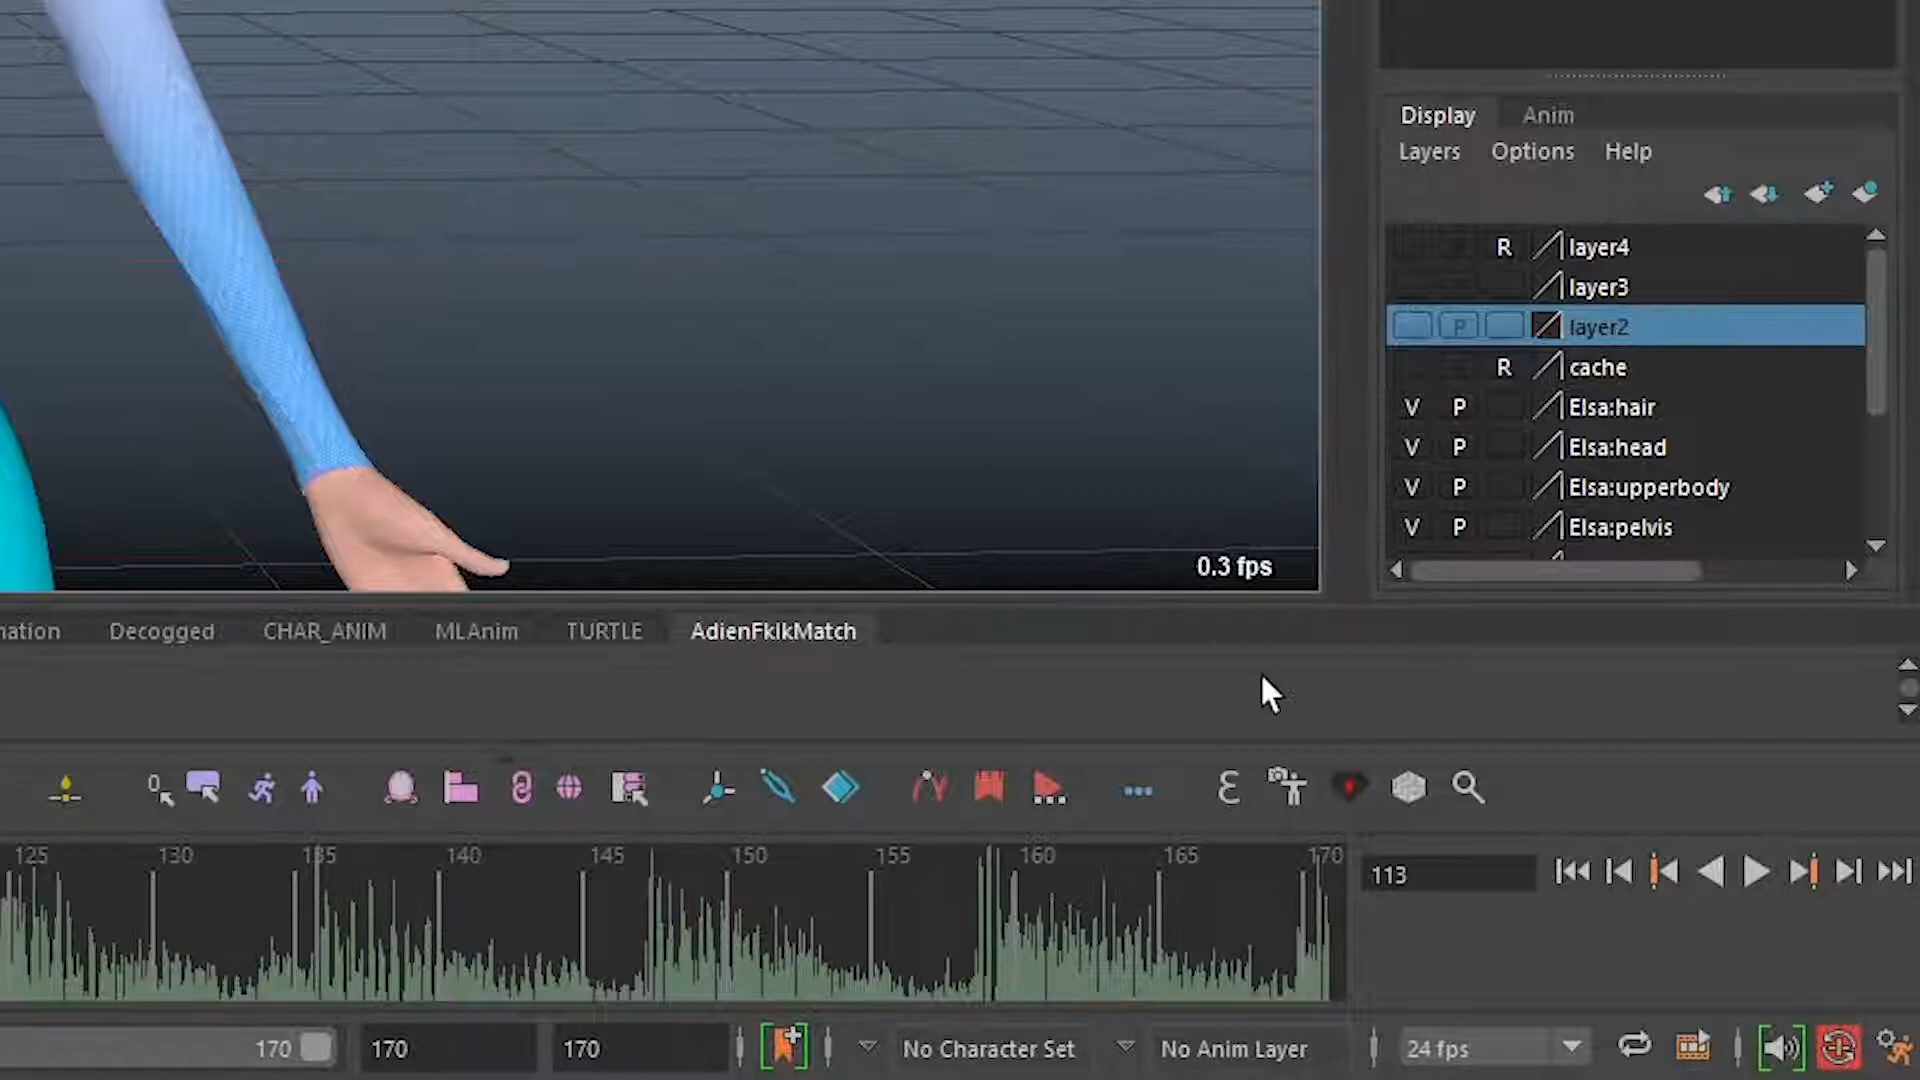 Display Anim
Layers Options Help
R layer4
layer3
P layer2
R cache
V P Elsa:hair
V P Elsa:head
V P Elsa:upperbody
V P Elsa:pelvis
0.3 fps
nation Decogged CHAR_ANIM MLAnim TURTLE AdienFkIkMatch
125 130 135 140 145 150 155 160 165 170
113
170 170 170 No Character Set No Anim Layer 24 fps